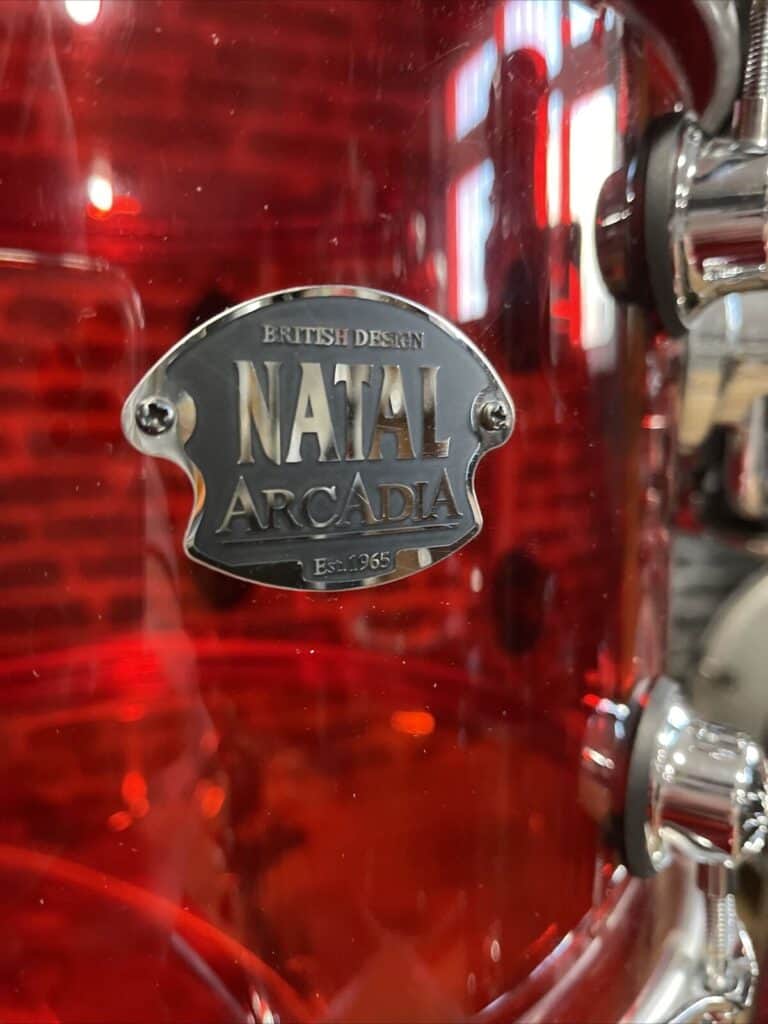 BRITISH DESIGN
NATAL
ARCADIA
Est. 1965